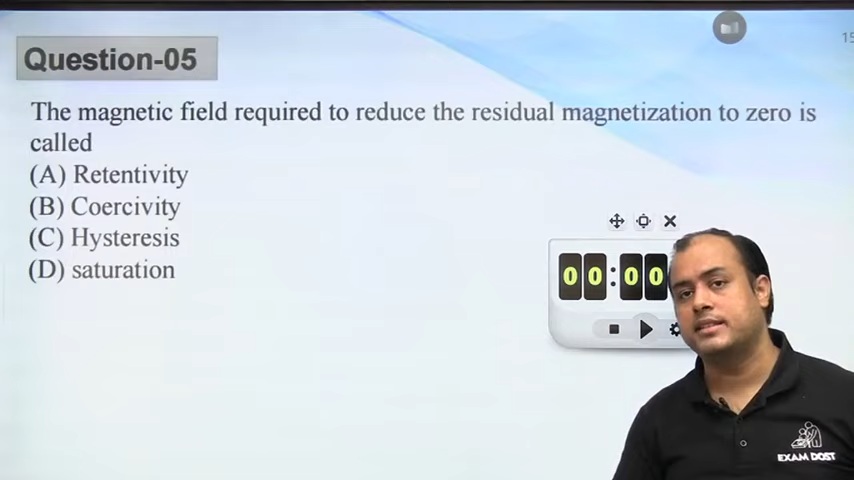 15
Question-05
The magnetic field required to reduce the residual magnetization to zero is
called
(A) Retentivity
(B) Coercivity
(C) Hysteresis
(D) saturation
00:00
EXAM DOST